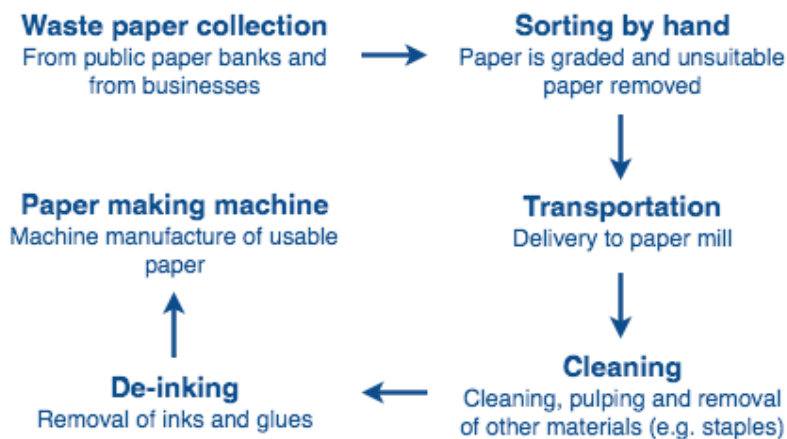 Waste paper collection
From public paper banks and
from businesses
Sorting by hand
Paper is graded and unsuitable
paper removed
Transportation
Delivery to paper mill
Cleaning
Cleaning, pulping and removal
of other materials (e.g. staples)
De-inking
Removal of inks and glues
Paper making machine
Machine manufacture of usable
paper